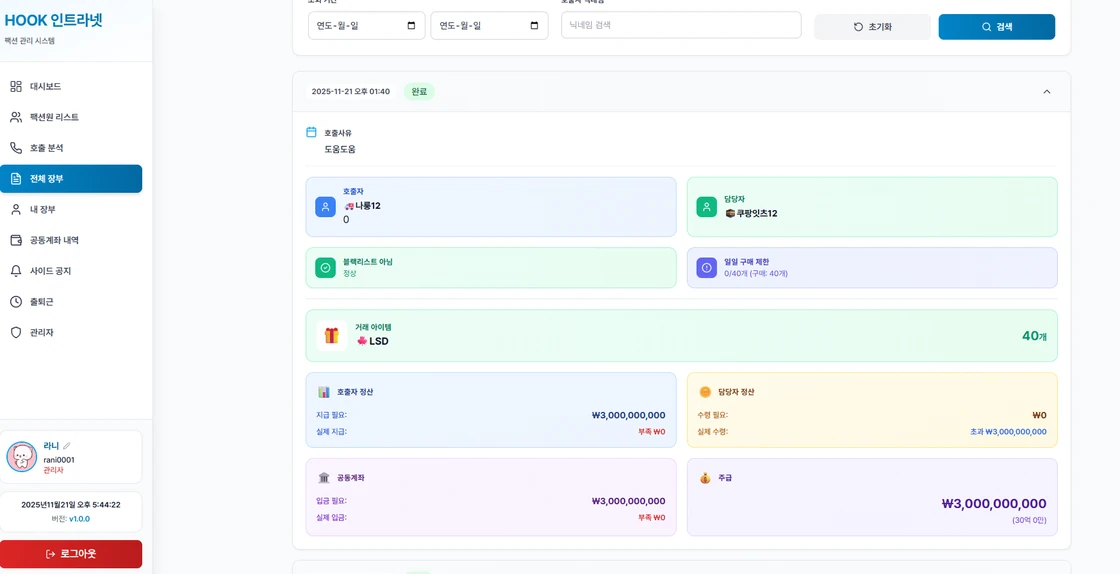 HOOK 인트라넷
팩션 관리 시스템
대시보드
팩션원 리스트
호출 분석
전체 장부
내 장부
공동계좌 내역
사이드 공지
출퇴근
관리자
라니
rani0001
관리자
2025년11월21일 오후 5:44:22
버전: v1.0.0
로그아웃
연도-월-일
연도-월-일
닉네임 검색
초기화
검색
2025-11-21 오후 01:40
완료
호출사유
도움도움
호출자
나룽12
0
담당자
쿠팡잇츠12
블랙리스트 아님
정상
일일 구매 제한
0/40개 (구매: 40개)
거래 아이템
LSD
40개
호출자 정산
지급 필요: ₩3,000,000,000
실제 지급: 부족 ₩0
담당자 정산
수령 필요: ₩0
실제 수령: 초과 ₩3,000,000,000
공동계좌
입금 필요: ₩3,000,000,000
실제 입금: 부족 ₩0
주급
₩3,000,000,000
(30억 0만)